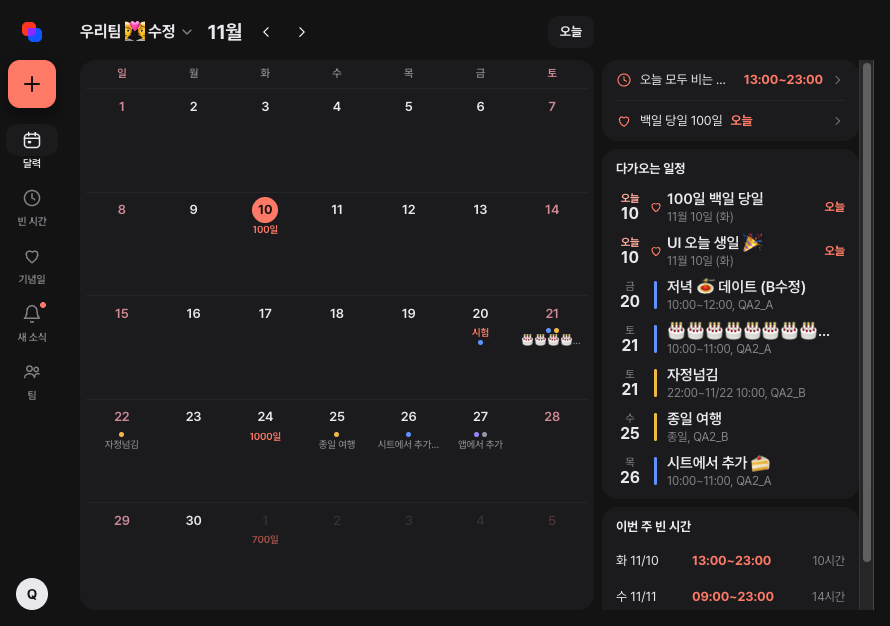 우리팀👩‍❤️‍👨수정
11월
오늘
달력
빈 시간
기념일
새 소식
팀
Q
일 월 화 수 목 금 토
1 2 3 4 5 6 7
8 9 10 11 12 13 14
100일
15 16 17 18 19 20 21
시험
🎂🎂🎂🎂...
22 23 24 25 26 27 28
자정넘김 1000일 종일 여행 시트에서 추가... 앱에서 추가
29 30 1 2 3 4 5
700일
오늘 모두 비는 ... 13:00~23:00
백일 당일 100일 오늘
다가오는 일정
오늘 10 100일 백일 당일 오늘
11월 10일 (화)
오늘 10 UI 오늘 생일 🎉 오늘
11월 10일 (화)
금 20 저녁 🍝 데이트 (B수정)
10:00~12:00, QA2_A
토 21 🎂🎂🎂🎂🎂🎂🎂🎂...
10:00~11:00, QA2_A
토 21 자정넘김
22:00~11/22 10:00, QA2_B
수 25 종일 여행
종일, QA2_B
목 26 시트에서 추가 🍰
10:00~11:00, QA2_A
이번 주 빈 시간
화 11/10 13:00~23:00 10시간
수 11/11 09:00~23:00 14시간